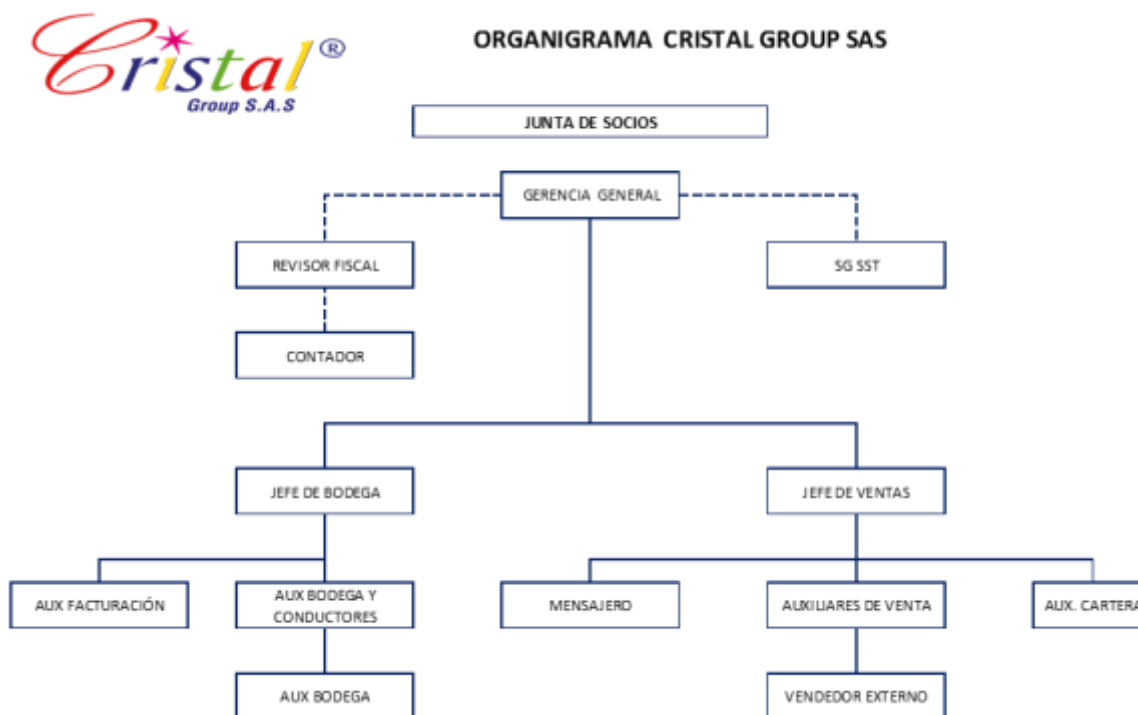 Cristal®
Group S.A.S
ORGANIGRAMA CRISTAL GROUP SAS
JUNTA DE SOCIOS
GERENCIA GENERAL
REVISOR FISCAL
SG SST
CONTADOR
JEFE DE BODEGA
JEFE DE VENTAS
AUX FACTURACIÓN
AUX BODEGA Y
CONDUCTORES
MENSAJERO
AUXILIARES DE VENTA
AUX. CARTERA
AUX BODEGA
VENDEDOR EXTERNO